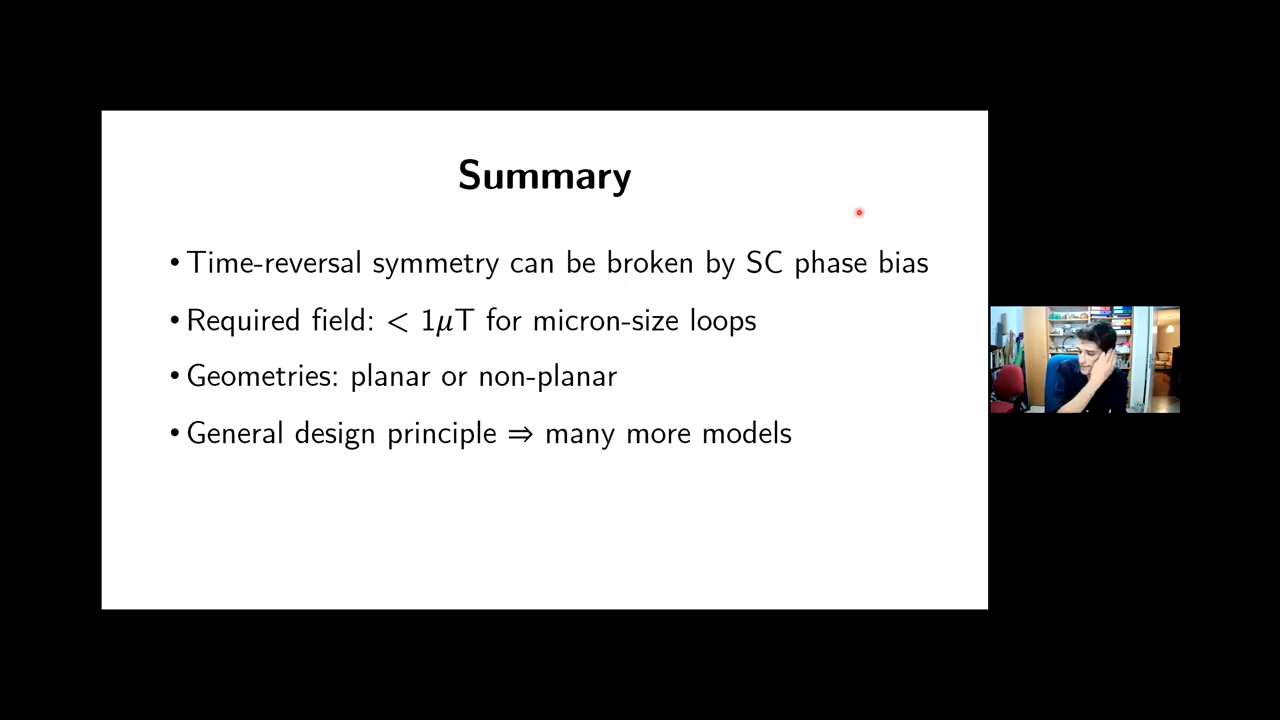 Summary
• Time-reversal symmetry can be broken by SC phase bias
• Required field: < 1μT for micron-size loops
• Geometries: planar or non-planar
• General design principle ⇒ many more models